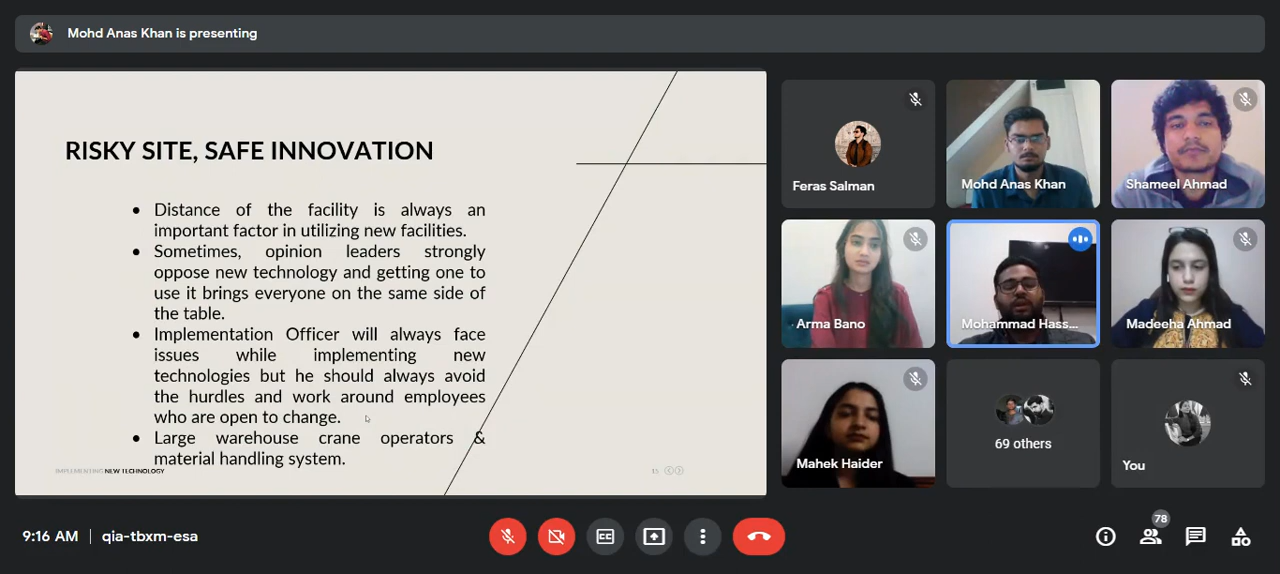 Mohd Anas Khan is presenting
RISKY SITE, SAFE INNOVATION
• Distance of the facility is always an
important factor in utilizing new facilities.
• Sometimes, opinion leaders strongly
oppose new technology and getting one to
use it brings everyone on the same side of
the table.
• Implementation Officer will always face
issues while implementing new
technologies but he should always avoid
the hurdles and work around employees
who are open to change.
• Large warehouse crane operators &
material handling system.
IMPLEMENTING NEW TECHNOLOGY
15
Feras Salman
Mohd Anas Khan
Shameel Ahmad
Arma Bano
Mohammad Hass...
Madeeha Ahmad
Mahek Haider
69 others
You
9:16 AM | qia-tbxm-esa
CC
78